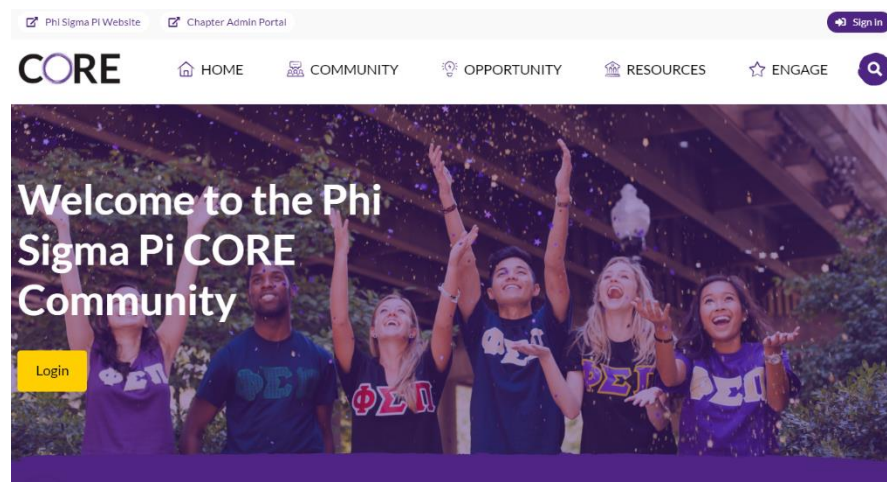 Phi Sigma Pi Website
Chapter Admin Portal
Sign In
CORE
HOME
COMMUNITY
OPPORTUNITY
RESOURCES
ENGAGE
Welcome to the Phi
Sigma Pi CORE
Community
Login
ΦΣΠ
ΦΣΠ
ΦΣΠ
ΦΣΠ
ΦΣΠ
ΦΣΠ